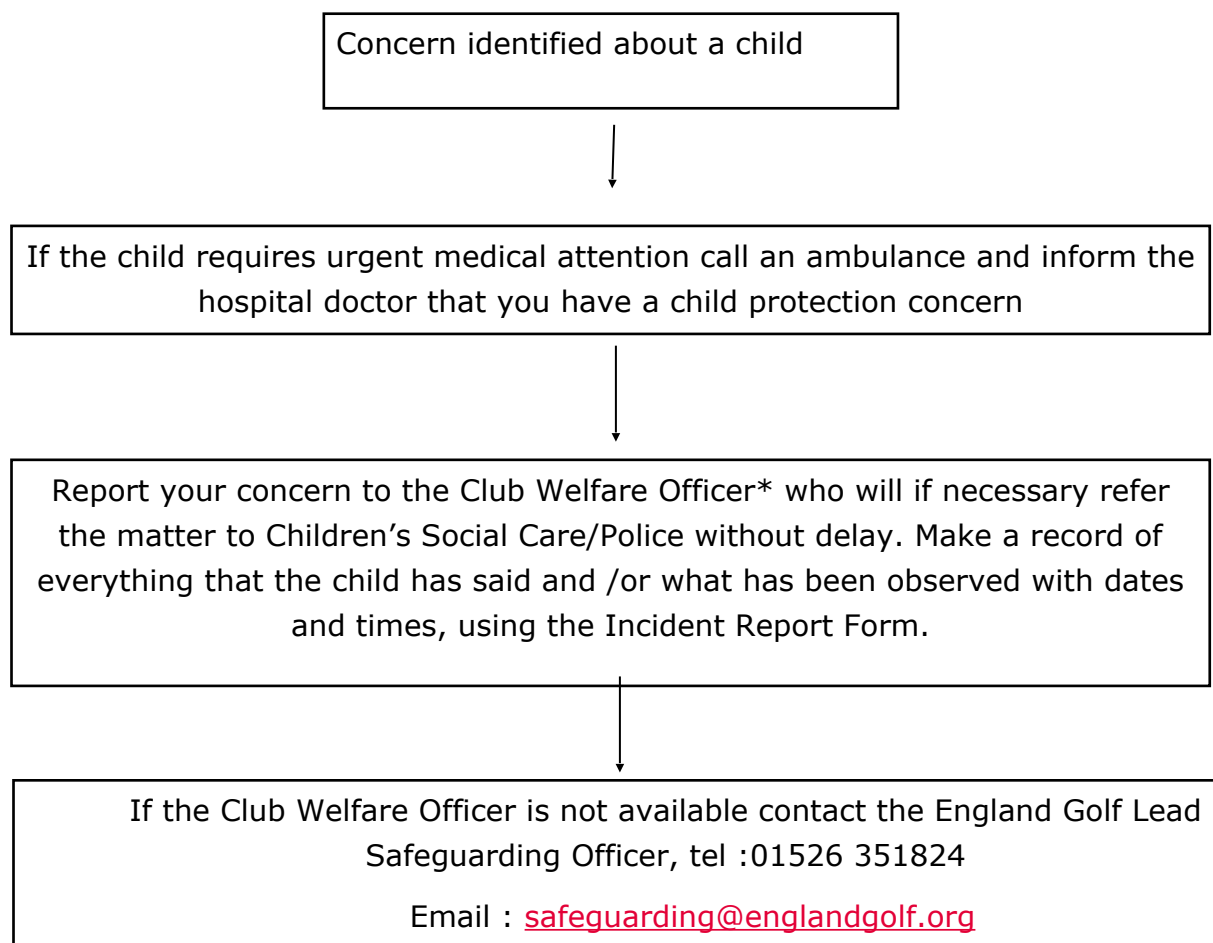 Concern identified about a child
If the child requires urgent medical attention call an ambulance and inform the
hospital doctor that you have a child protection concern
Report your concern to the Club Welfare Officer* who will if necessary refer
the matter to Children’s Social Care/Police without delay. Make a record of
everything that the child has said and /or what has been observed with dates
and times, using the Incident Report Form.
If the Club Welfare Officer is not available contact the England Golf Lead
Safeguarding Officer, tel :01526 351824
Email : safeguarding@englandgolf.org